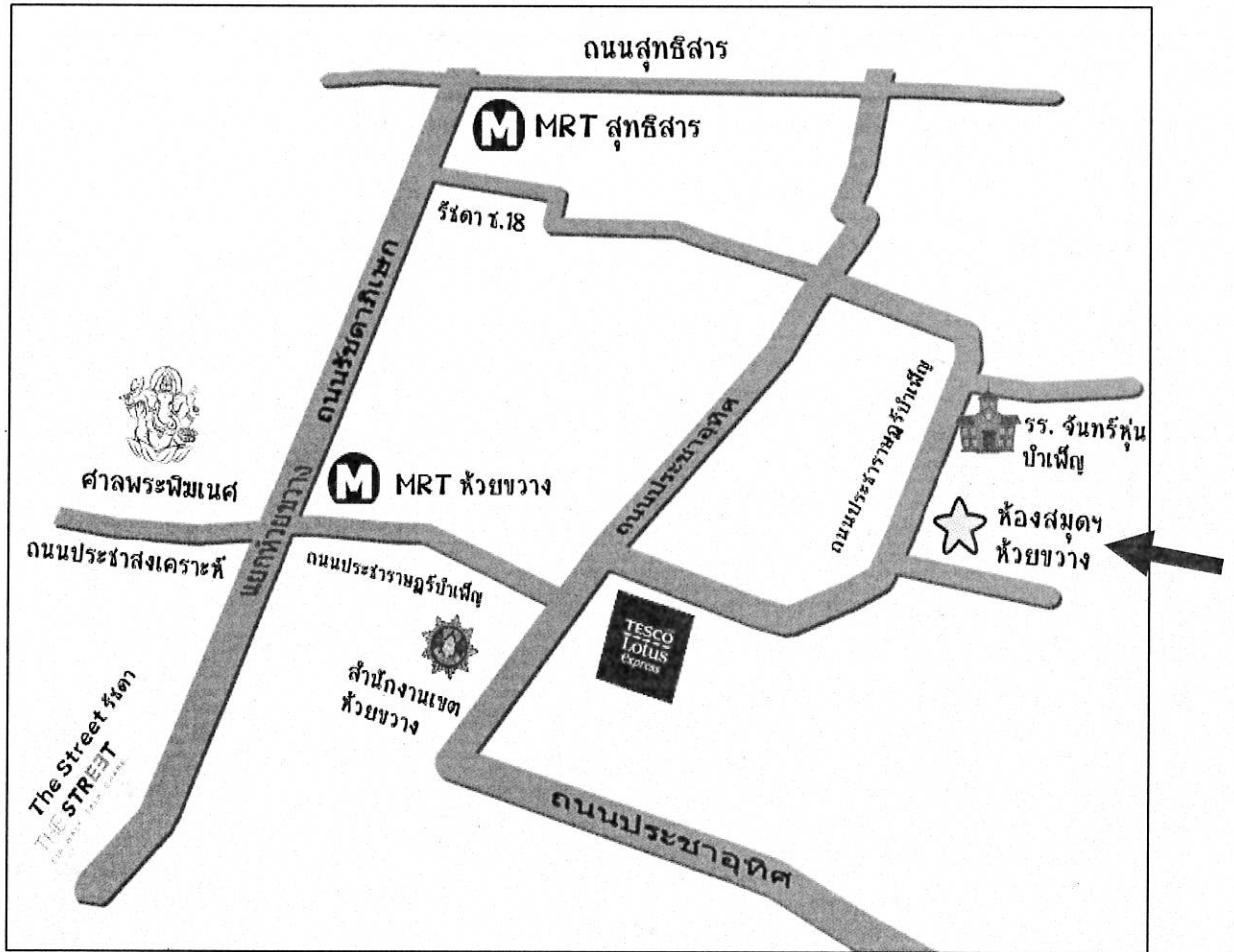 ถนนสุทธิสาร
MRT สุทธิสาร
รัชดา ซ.18
ถนนรัชดาภิเษก
ถนนประชาราษฎร์บำเพ็ญ
รร. จันทร์หุ่น
บำเพ็ญ
ถนนประชาอุทิศ
ศาลพระพิฆเนศ
MRT ห้วยขวาง
แยกห้วยขวาง
ห้องสมุดฯ
ห้วยขวาง
ถนนประชาสงเคราะห์
ถนนประชาราษฎร์บำเพ็ญ
TESCO
Lotus
express
สำนักงานเขต
ห้วยขวาง
The Street รัชดา
THE STREET
ถนนประชาอุทิศ